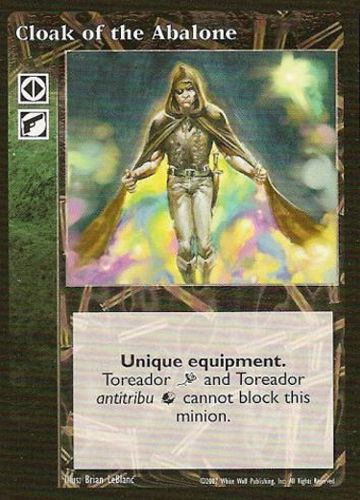 Cloak of the Abalone
Unique equipment.
Toreador and Toreador
antitribu cannot block this
minion.
Illus: Brian LeBlanc
©2007 White Wolf Publishing, Inc. All Rights Reserved.